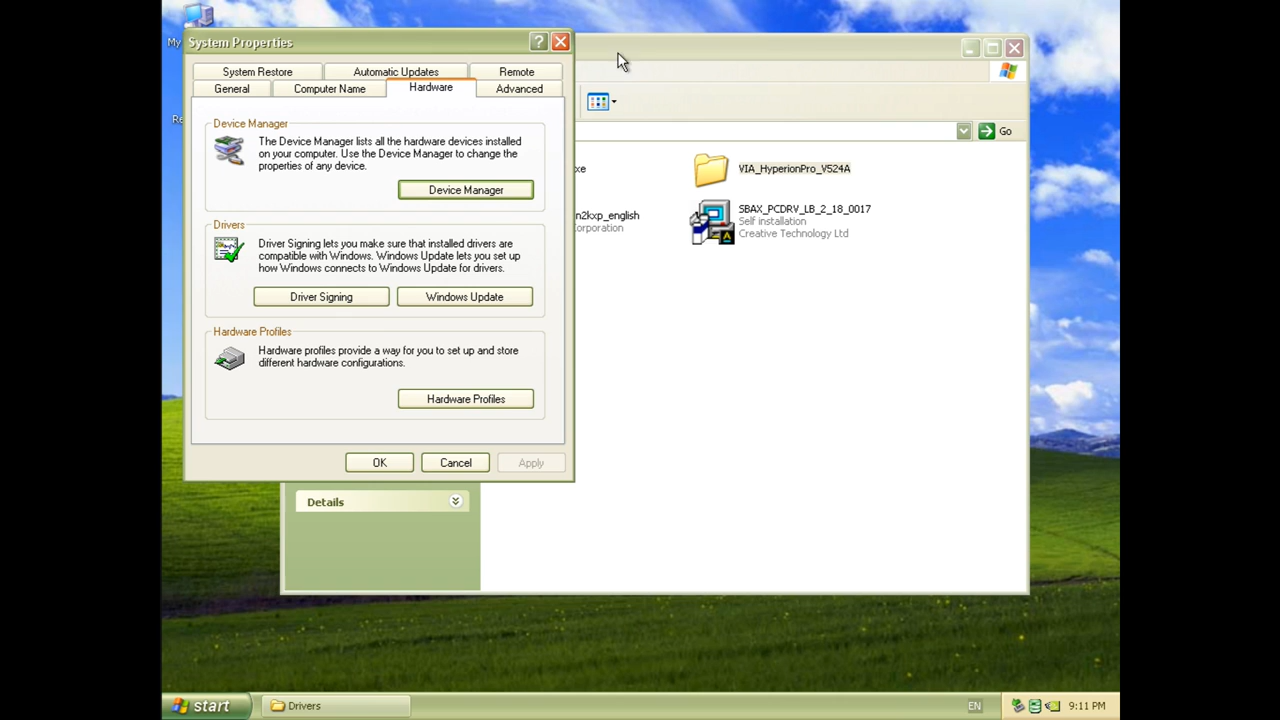 My
Re
System Properties
System Restore
Automatic Updates
Remote
General
Computer Name
Hardware
Advanced
Device Manager
The Device Manager lists all the hardware devices installed
on your computer. Use the Device Manager to change the
properties of any device.
Device Manager
Drivers
Driver Signing lets you make sure that installed drivers are
compatible with Windows. Windows Update lets you set up
how Windows connects to Windows Update for drivers.
Driver Signing
Windows Update
Hardware Profiles
Hardware profiles provide a way for you to set up and store
different hardware configurations.
Hardware Profiles
OK
Cancel
Apply
Go
xe
VIA_HyperionPro_V524A
n2kxp_english
Corporation
SBAX_PCDRV_LB_2_18_0017
Self installation
Creative Technology Ltd
Details
start
Drivers
EN
9:11 PM